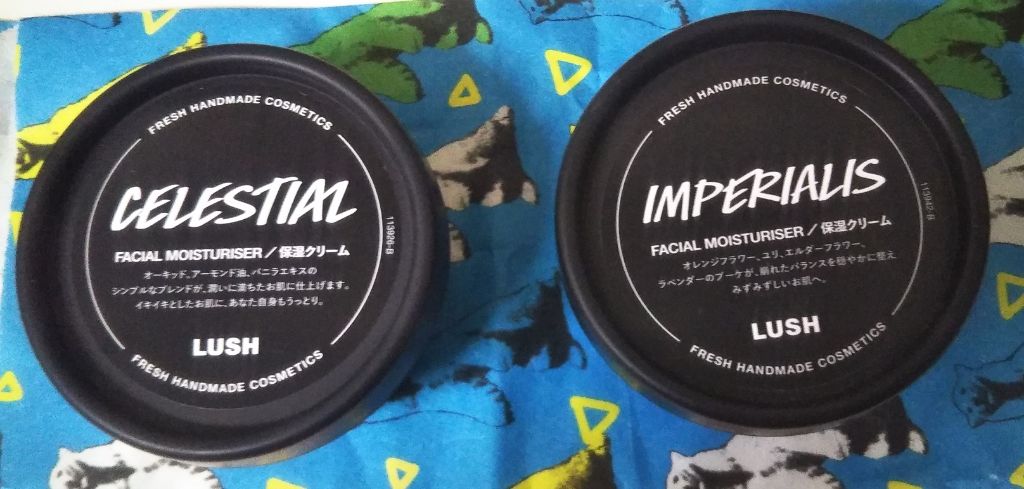 FRESH HANDMADE COSMETICS
CELESTIAL
FACIAL MOISTURISER／保湿クリーム
オーキッド、アーモンド油、バニラエキスの
シンプルなブレンドが、潤いに満ちたお肌に仕上げます。
イキイキとしたお肌に、あなた自身もうっとり。
LUSH
FRESH HANDMADE COSMETICS
113926-B
FRESH HANDMADE COSMETICS
IMPERIALIS
FACIAL MOISTURISER／保湿クリーム
オレンジフラワー、ユリ、エルダーフラワー、
ラベンダーのブーケが、崩れたバランスを穏やかに整え
みずみずしいお肌へ。
LUSH
FRESH HANDMADE COSMETICS
113942-B